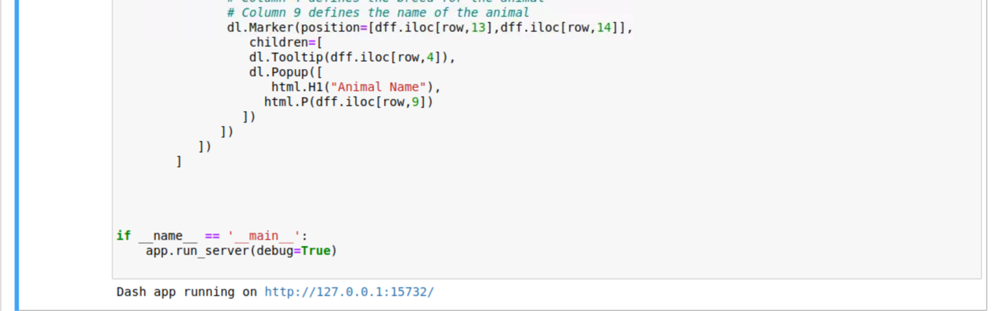 # Column 4 defines the breed for the animal
# Column 9 defines the name of the animal
dl.Marker(position=[dff.iloc[row,13],dff.iloc[row,14]],
children=[
dl.Tooltip(dff.iloc[row,4]),
dl.Popup([
html.H1("Animal Name"),
html.P(dff.iloc[row,9])
])
])
])
]
if __name__ == '__main__':
app.run_server(debug=True)
Dash app running on http://127.0.0.1:15732/